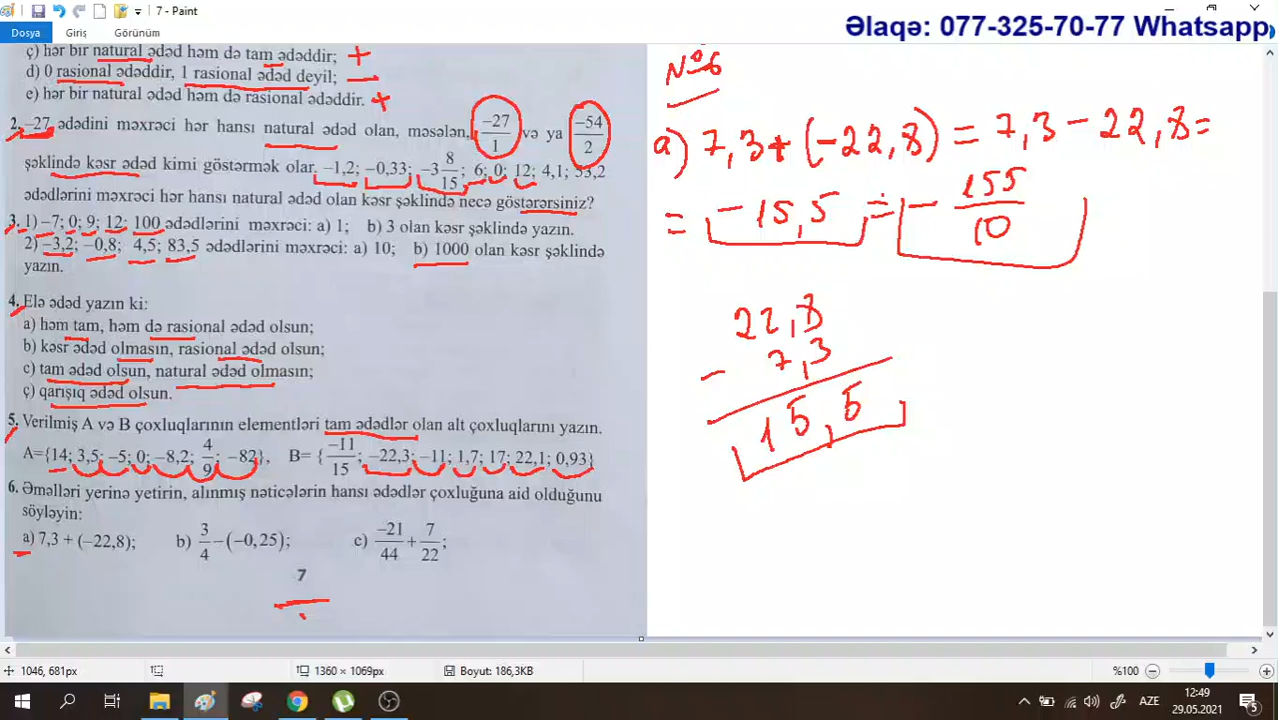 7 - Paint
Əlaqə: 077-325-70-77 Whatsapp
Dosya Giriş Görünüm
ç) hər bir natural ədəd həm də tam ədəddir; +
d) 0 rasional ədəddir, 1 rasional ədəd deyil; —
e) hər bir natural ədəd həm də rasional ədəddir. +
2. –27 ədədini məxrəci hər hansı natural ədəd olan, məsələn, –27/1 və ya –54/2
şəklində kəsr ədəd kimi göstərmək olar. –1,2; –0,33; –3 8/15; 6; 0; 12; 4,1; 53,2
ədədlərini məxrəci hər hansı natural ədəd olan kəsr şəklində necə göstərərsiniz?
3. 1) –7; 0; 9; 12; 100 ədədlərini məxrəci: a) 1; b) 3 olan kəsr şəklində yazın.
2) –3,2; –0,8; 4,5; 83,5 ədədlərini məxrəci: a) 10; b) 1000 olan kəsr şəklində
yazın.
4. Elə ədəd yazın ki:
a) həm tam, həm də rasional ədəd olsun;
b) kəsr ədəd olmasın, rasional ədəd olsun;
c) tam ədəd olsun, natural ədəd olmasın;
ç) qarışıq ədəd olsun.
5. Verilmiş A və B çoxluqlarının elementləri tam ədədlər olan alt çoxluqlarını yazın.
A={14; 3,5; –5; 0; –8,2; 4/9; –82}, B= { –11/15; –22,3; –11; 1,7; 17; 22,1; 0,93}
6. Əməlləri yerinə yetirin, alınmış nəticələrin hansı ədədlər çoxluğuna aid olduğunu
söyləyin:
a) 7,3 + (–22,8); b) 3/4 – (–0,25); c) –21/44 + 7/22;
7
№6
a) 7,3 + (–22,8) = 7,3 – 22,8 =
= –15,5 = – 155/10
22,8
– 7,3
15,5
1046, 681px 1360 × 1069px Boyut: 186,3KB %100
AZE 12:49
29.05.2021 5